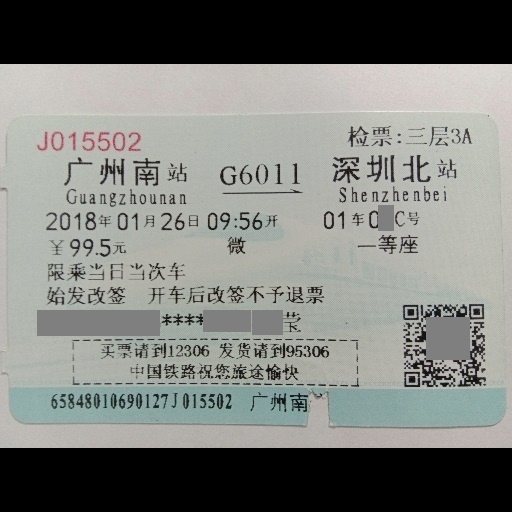 J015502 检票:三层3A
广州南站 G6011 深圳北站
Guangzhounan Shenzhenbei
2018年01月26日09:56开 01车0 C号
¥99.5元 微 一等座
限乘当日当次车
始发改签 开车后改签不予退票
**** 莹
买票请到12306 发货请到95306
中国铁路祝您旅途愉快
65848010690127J015502 广州南